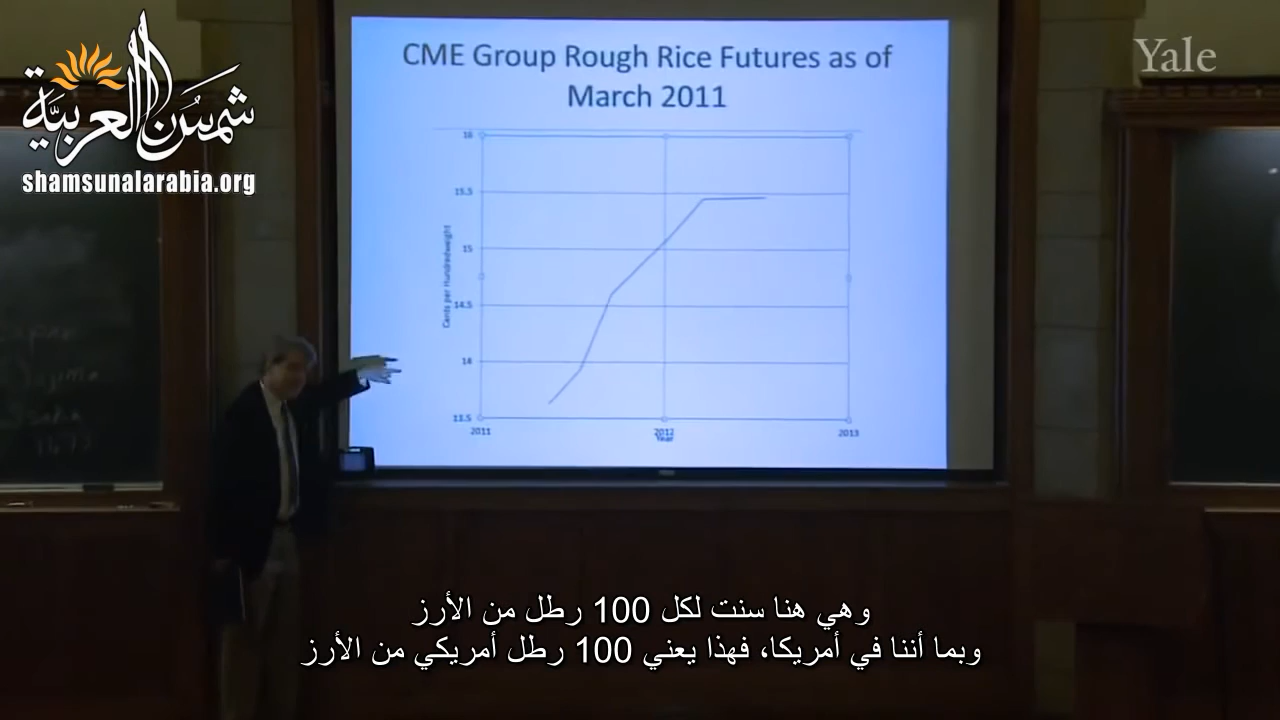 شمس العربية
shamsunalarabia.org
Yale
CME Group Rough Rice Futures as of
March 2011
Cents per Hundredweight
16
15.5
15
14.5
14
13.5
2011
2012
2013
Year
وهي هنا سنت لكل 100 رطل من الأرز
وبما أننا في أمريكا، فهذا يعني 100 رطل أمريكي من الأرز